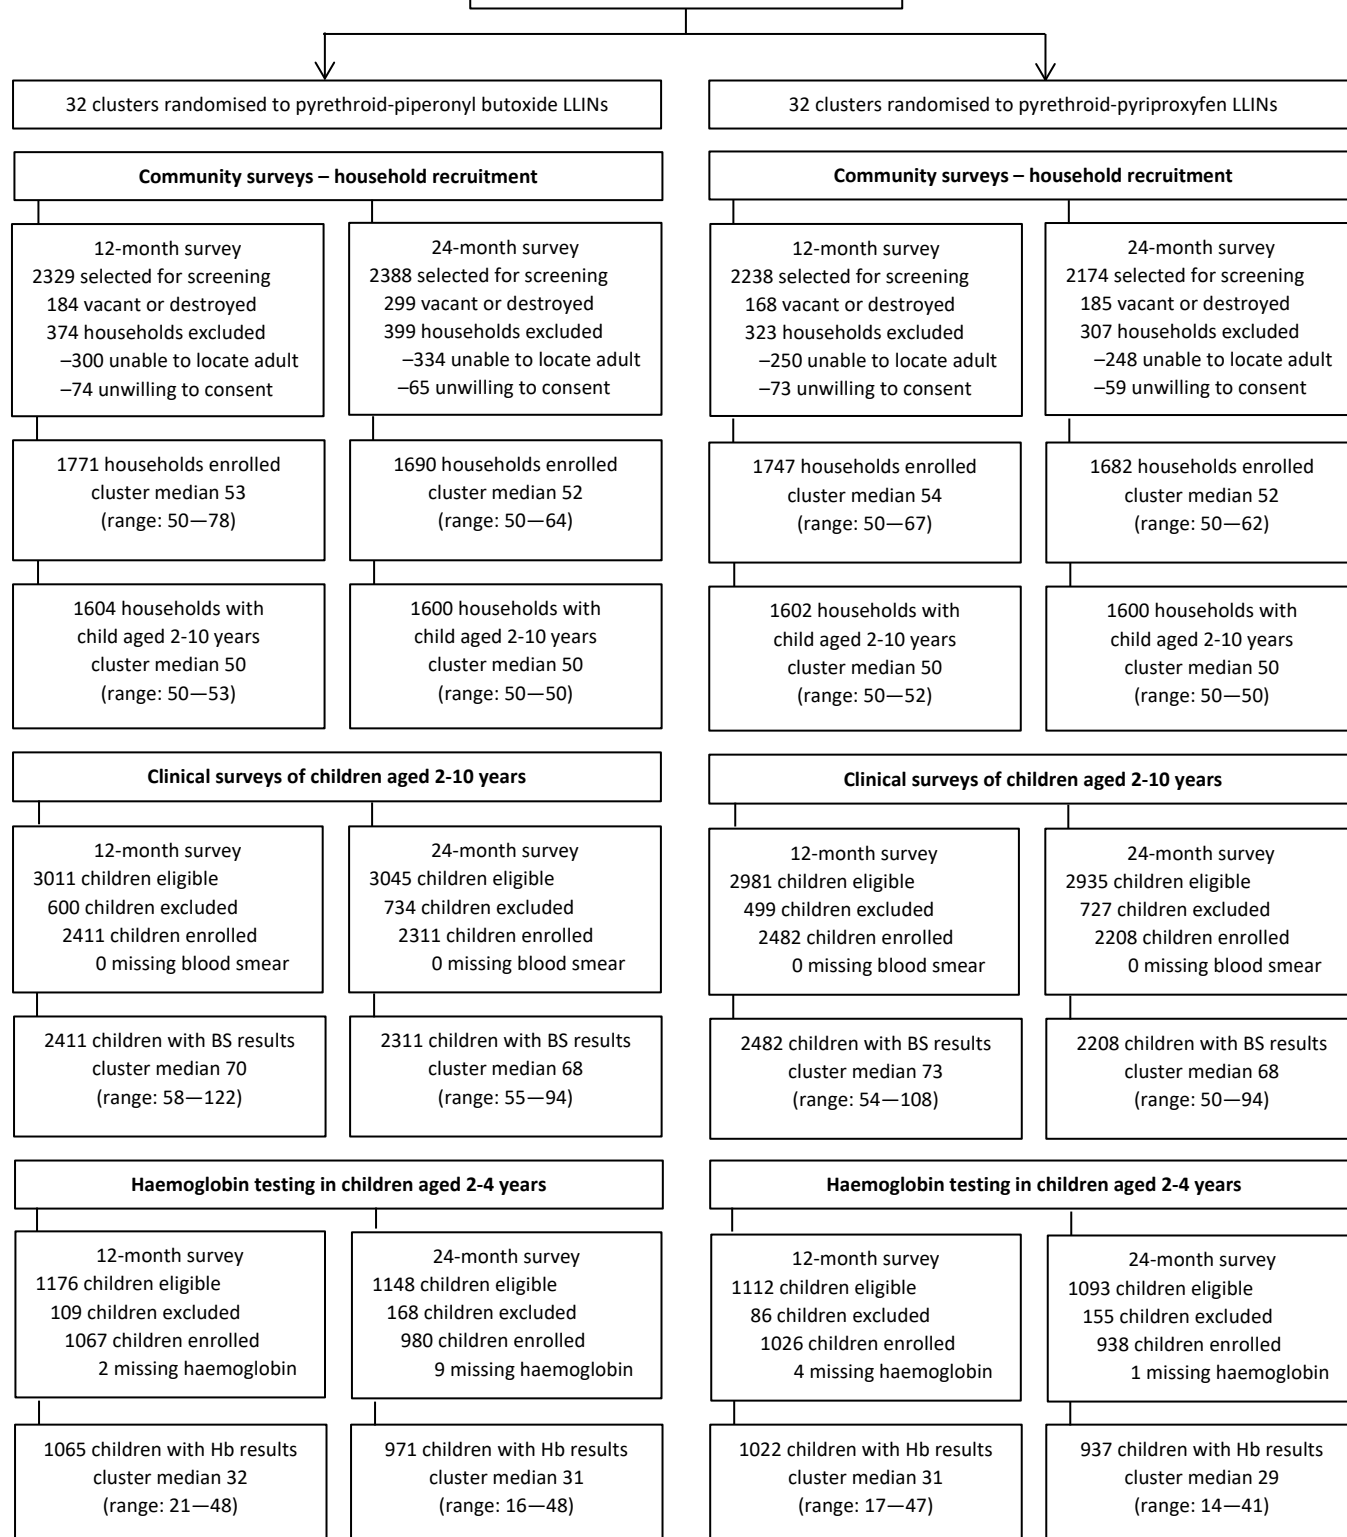 32 clusters randomised to pyrethroid-piperonyl butoxide LLINs
Community surveys – household recruitment
12-month survey
2329 selected for screening
184 vacant or destroyed
374 households excluded
–300 unable to locate adult
–74 unwilling to consent
24-month survey
2388 selected for screening
299 vacant or destroyed
399 households excluded
–334 unable to locate adult
–65 unwilling to consent
1771 households enrolled
cluster median 53
(range: 50—78)
1690 households enrolled
cluster median 52
(range: 50—64)
1604 households with
child aged 2-10 years
cluster median 50
(range: 50—53)
1600 households with
child aged 2-10 years
cluster median 50
(range: 50—50)
Clinical surveys of children aged 2-10 years
12-month survey
3011 children eligible
600 children excluded
2411 children enrolled
0 missing blood smear
24-month survey
3045 children eligible
734 children excluded
2311 children enrolled
0 missing blood smear
2411 children with BS results
cluster median 70
(range: 58—122)
2311 children with BS results
cluster median 68
(range: 55—94)
Haemoglobin testing in children aged 2-4 years
12-month survey
1176 children eligible
109 children excluded
1067 children enrolled
2 missing haemoglobin
24-month survey
1148 children eligible
168 children excluded
980 children enrolled
9 missing haemoglobin
1065 children with Hb results
cluster median 32
(range: 21—48)
971 children with Hb results
cluster median 31
(range: 16—48)
32 clusters randomised to pyrethroid-pyriproxyfen LLINs
Community surveys – household recruitment
12-month survey
2238 selected for screening
168 vacant or destroyed
323 households excluded
–250 unable to locate adult
–73 unwilling to consent
24-month survey
2174 selected for screening
185 vacant or destroyed
307 households excluded
–248 unable to locate adult
–59 unwilling to consent
1747 households enrolled
cluster median 54
(range: 50—67)
1682 households enrolled
cluster median 52
(range: 50—62)
1602 households with
child aged 2-10 years
cluster median 50
(range: 50—52)
1600 households with
child aged 2-10 years
cluster median 50
(range: 50—50)
Clinical surveys of children aged 2-10 years
12-month survey
2981 children eligible
499 children excluded
2482 children enrolled
0 missing blood smear
24-month survey
2935 children eligible
727 children excluded
2208 children enrolled
0 missing blood smear
2482 children with BS results
cluster median 73
(range: 54—108)
2208 children with BS results
cluster median 68
(range: 50—94)
Haemoglobin testing in children aged 2-4 years
12-month survey
1112 children eligible
86 children excluded
1026 children enrolled
4 missing haemoglobin
24-month survey
1093 children eligible
155 children excluded
938 children enrolled
1 missing haemoglobin
1022 children with Hb results
cluster median 31
(range: 17—47)
937 children with Hb results
cluster median 29
(range: 14—41)